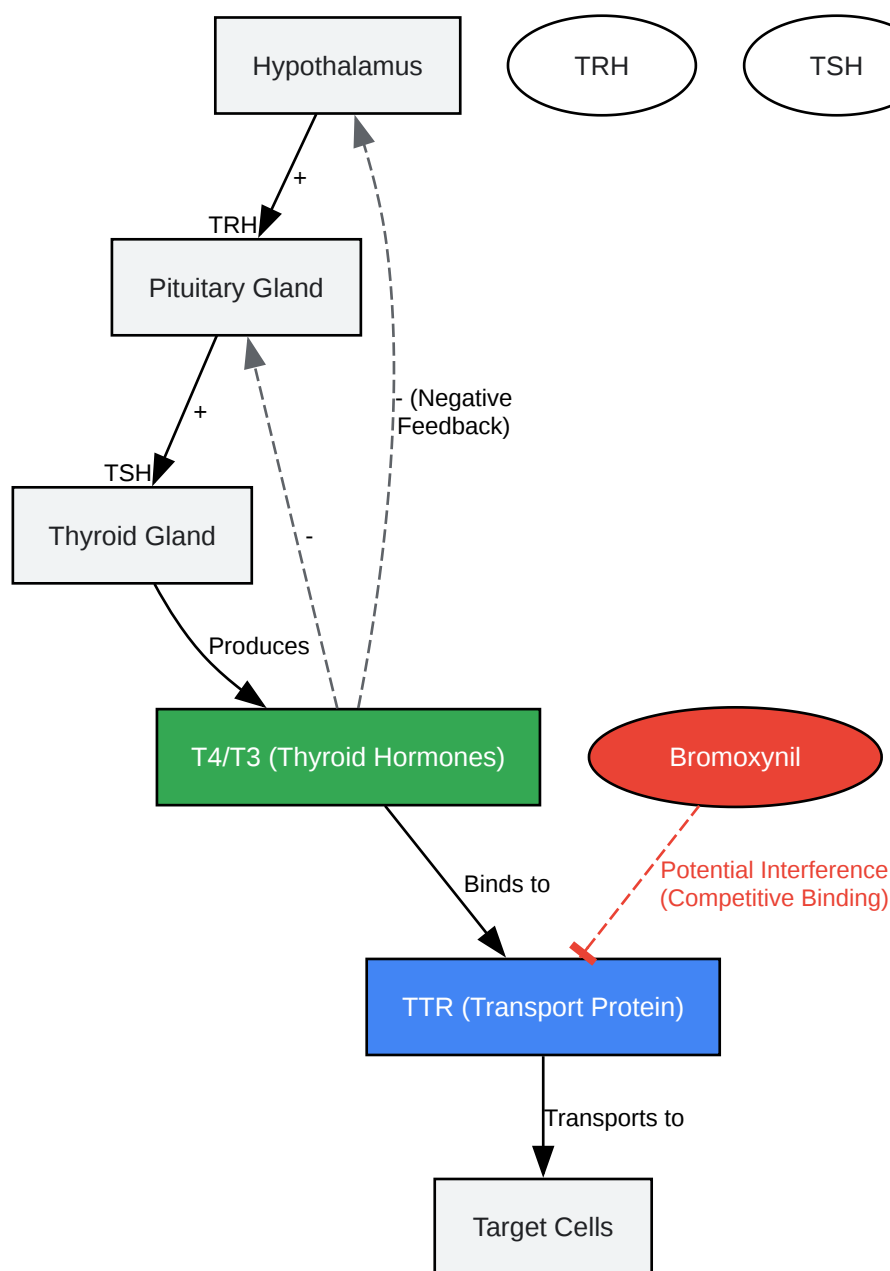 Hypothalamus
TRH
TSH
+
TRH
Pituitary Gland
- (Negative
Feedback)
+
TSH
Thyroid Gland
-
Produces
T4/T3 (Thyroid Hormones)
Bromoxynil
Potential Interference
(Competitive Binding)
Binds to
TTR (Transport Protein)
Transports to
Target Cells